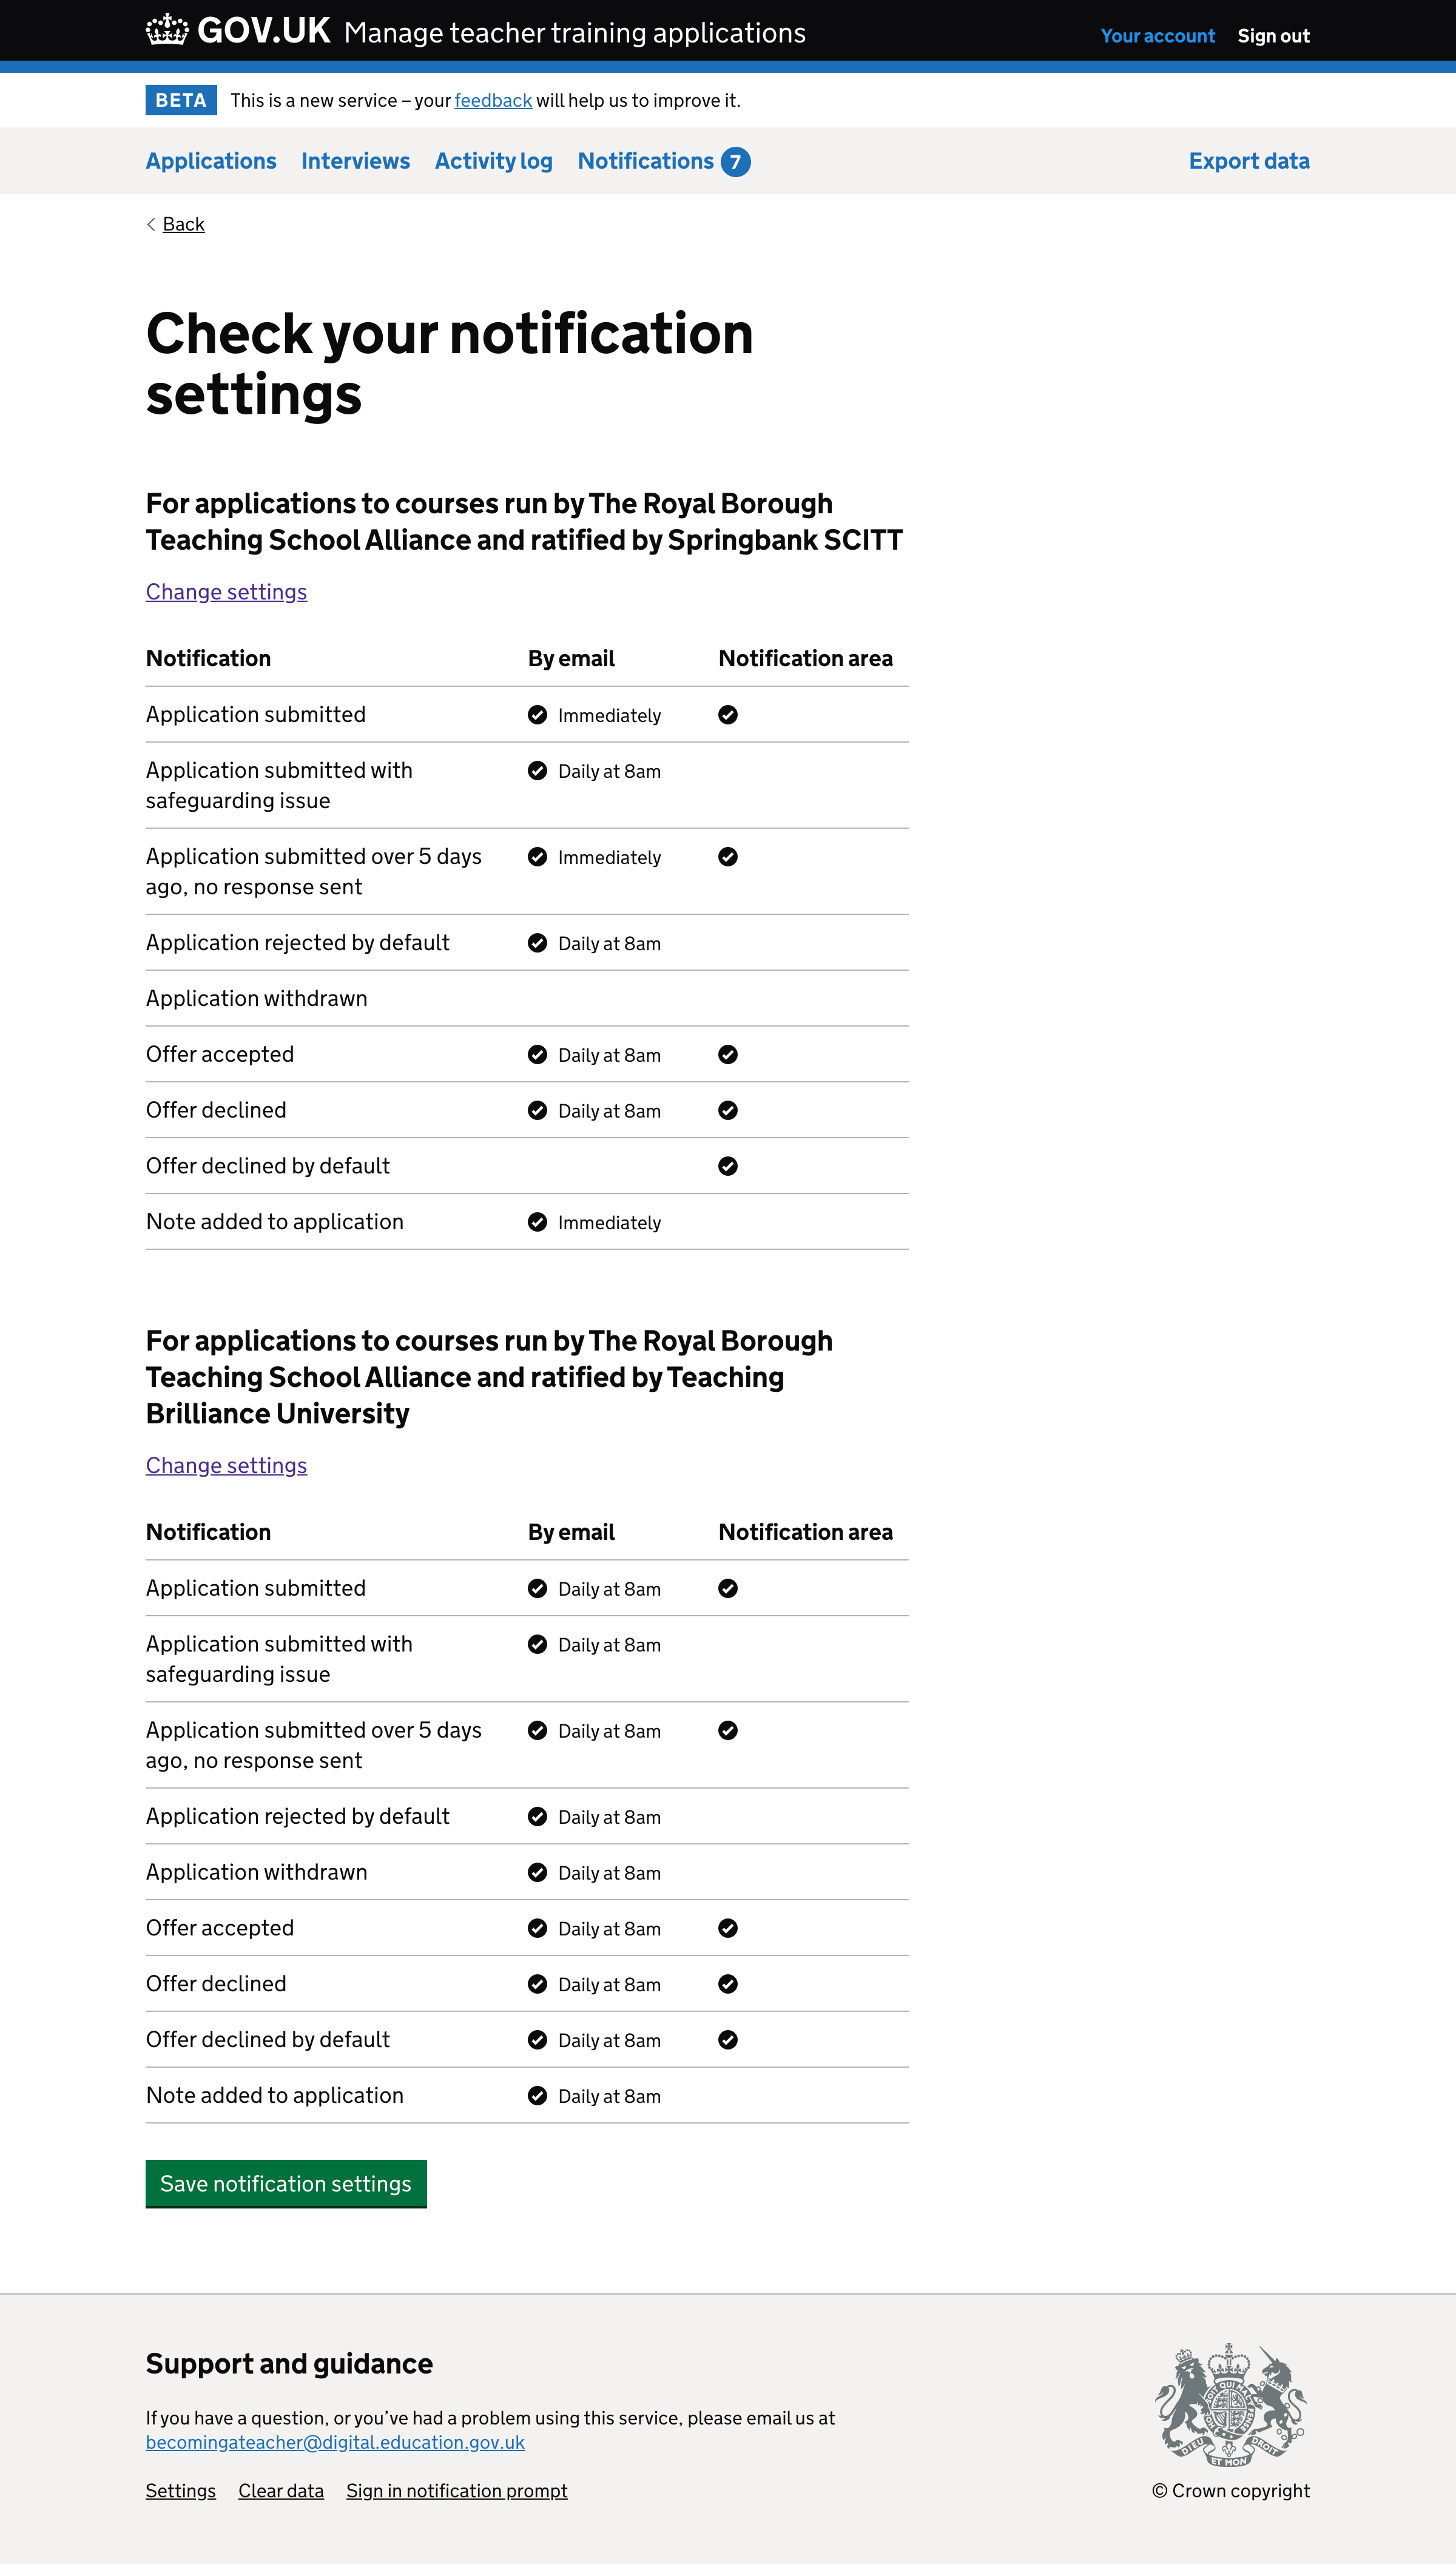 GOV.UK Manage teacher training applications
Your account Sign out
BETA This is a new service – your feedback will help us to improve it.
Applications Interviews Activity log Notifications 7 Export data
Back
Check your notification
settings
For applications to courses run by The Royal Borough
Teaching School Alliance and ratified by Springbank SCITT
Change settings
Notification By email Notification area
Application submitted Immediately
Application submitted with Daily at 8am
safeguarding issue
Application submitted over 5 days Immediately
ago, no response sent
Application rejected by default Daily at 8am
Application withdrawn
Offer accepted Daily at 8am
Offer declined Daily at 8am
Offer declined by default
Note added to application Immediately
For applications to courses run by The Royal Borough
Teaching School Alliance and ratified by Teaching
Brilliance University
Change settings
Notification By email Notification area
Application submitted Daily at 8am
Application submitted with Daily at 8am
safeguarding issue
Application submitted over 5 days Daily at 8am
ago, no response sent
Application rejected by default Daily at 8am
Application withdrawn Daily at 8am
Offer accepted Daily at 8am
Offer declined Daily at 8am
Offer declined by default Daily at 8am
Note added to application Daily at 8am
Save notification settings
Support and guidance
If you have a question, or you’ve had a problem using this service, please email us at
becomingateacher@digital.education.gov.uk
Settings Clear data Sign in notification prompt
DIEU ET MON DROIT
© Crown copyright